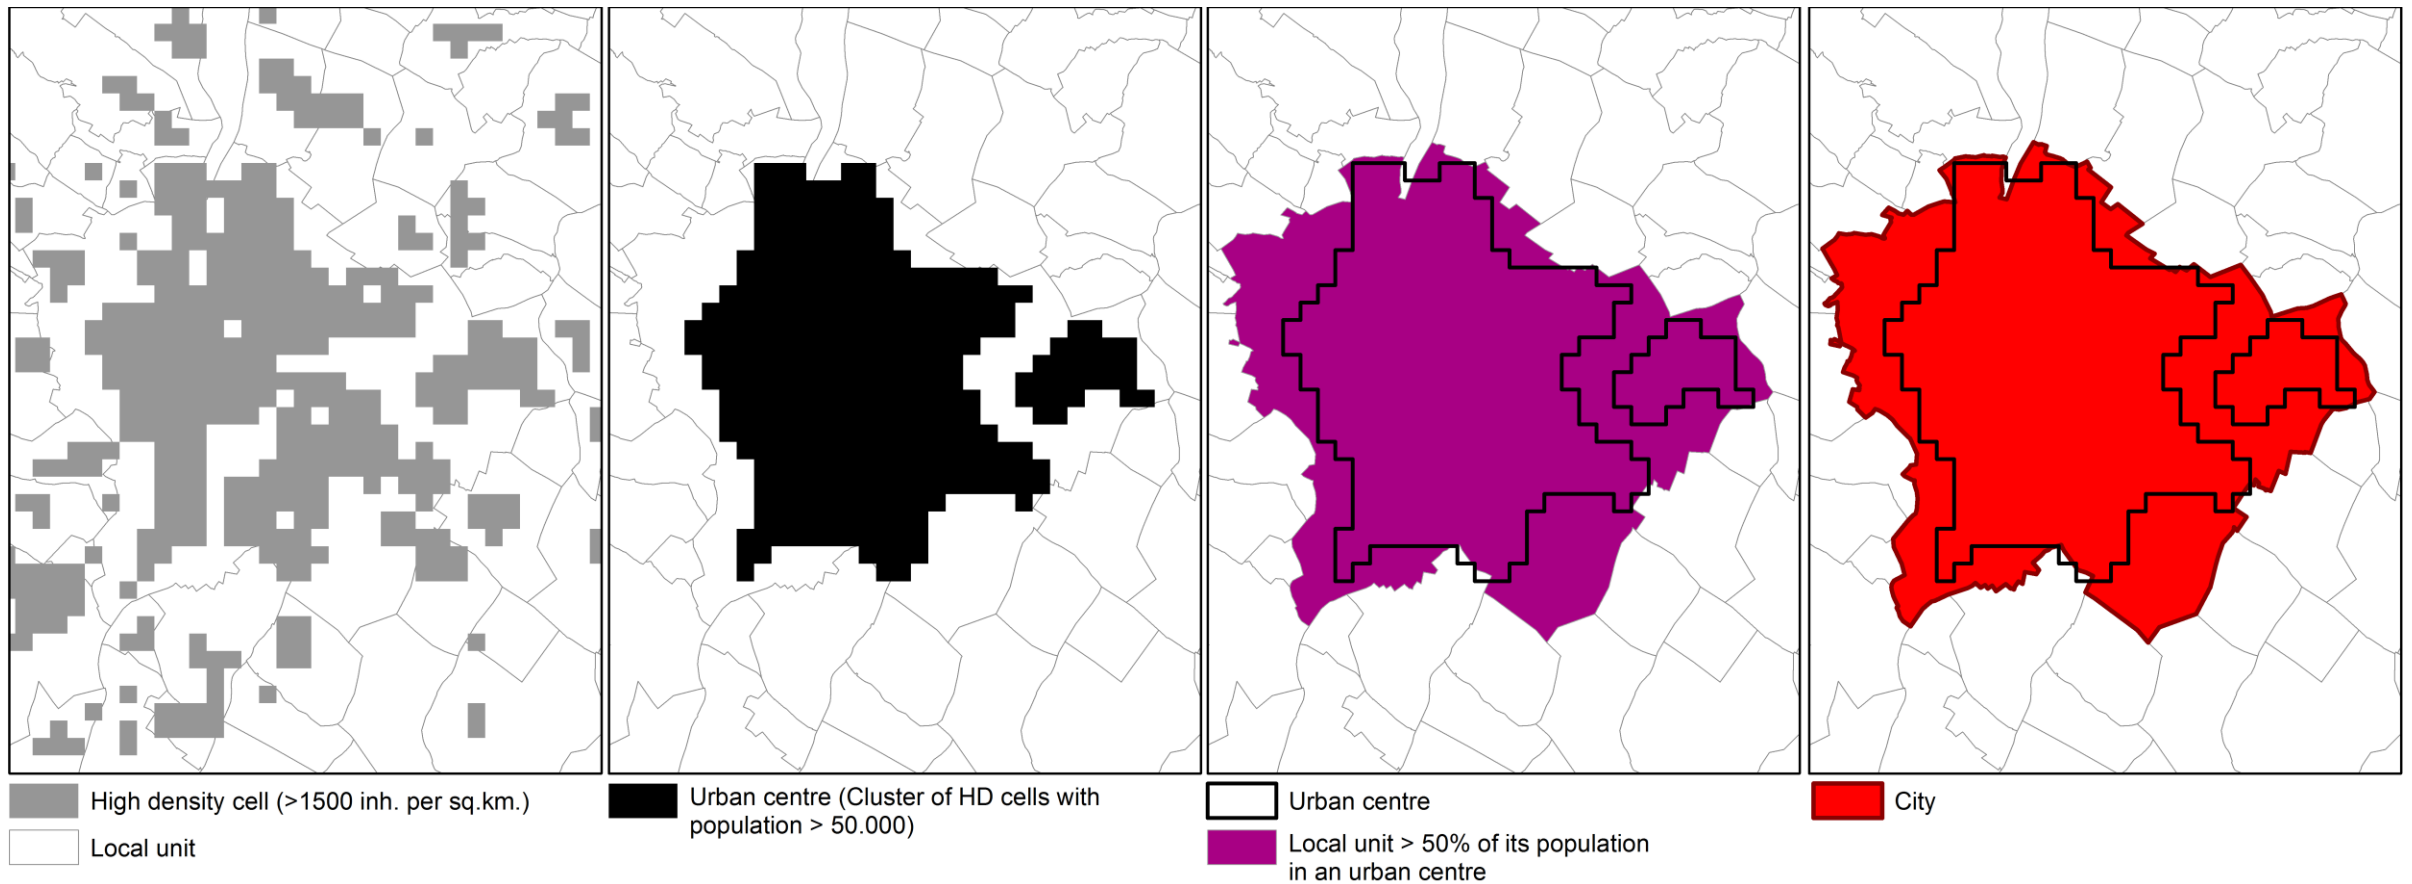 High density cell (>1500 inh. per sq.km.)
Local unit
Urban centre (Cluster of HD cells with
population > 50.000)
Urban centre
Local unit > 50% of its population
in an urban centre
City